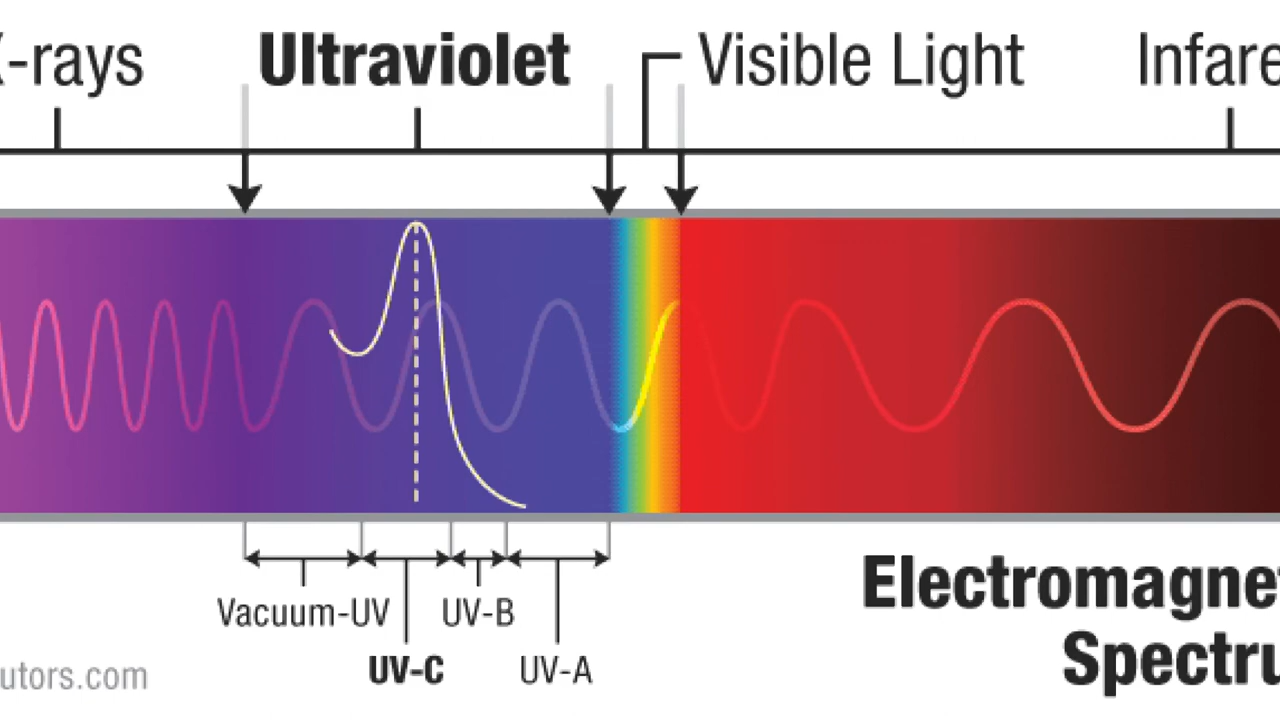 X-rays
Ultraviolet
Visible Light
Infare
Vacuum-UV
UV-B
UV-C
UV-A
Electromagnet
Spectru
utors.com